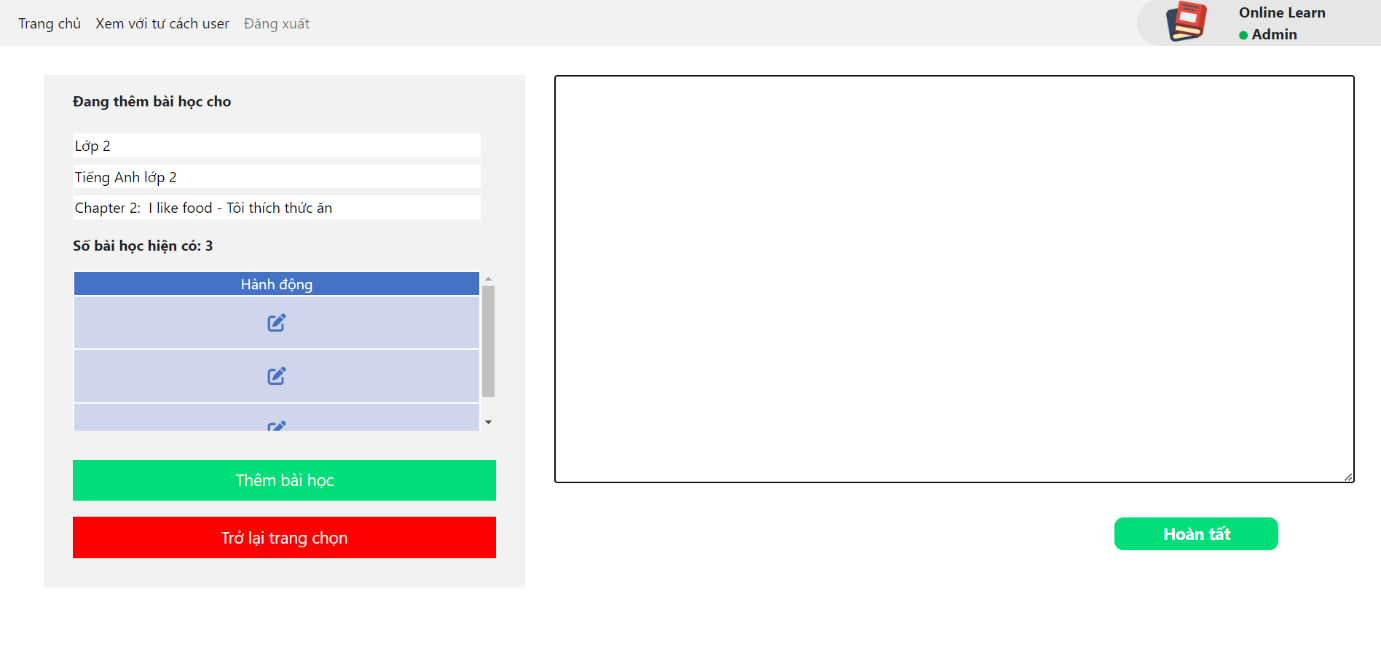 Trang chủ Xem với tư cách user Đăng xuất
Online Learn
Admin
Đang thêm bài học cho
Lớp 2
Tiếng Anh lớp 2
Chapter 2: I like food - Tôi thích thức ăn
Số bài học hiện có: 3
Hành động
Thêm bài học
Trở lại trang chọn
Hoàn tất